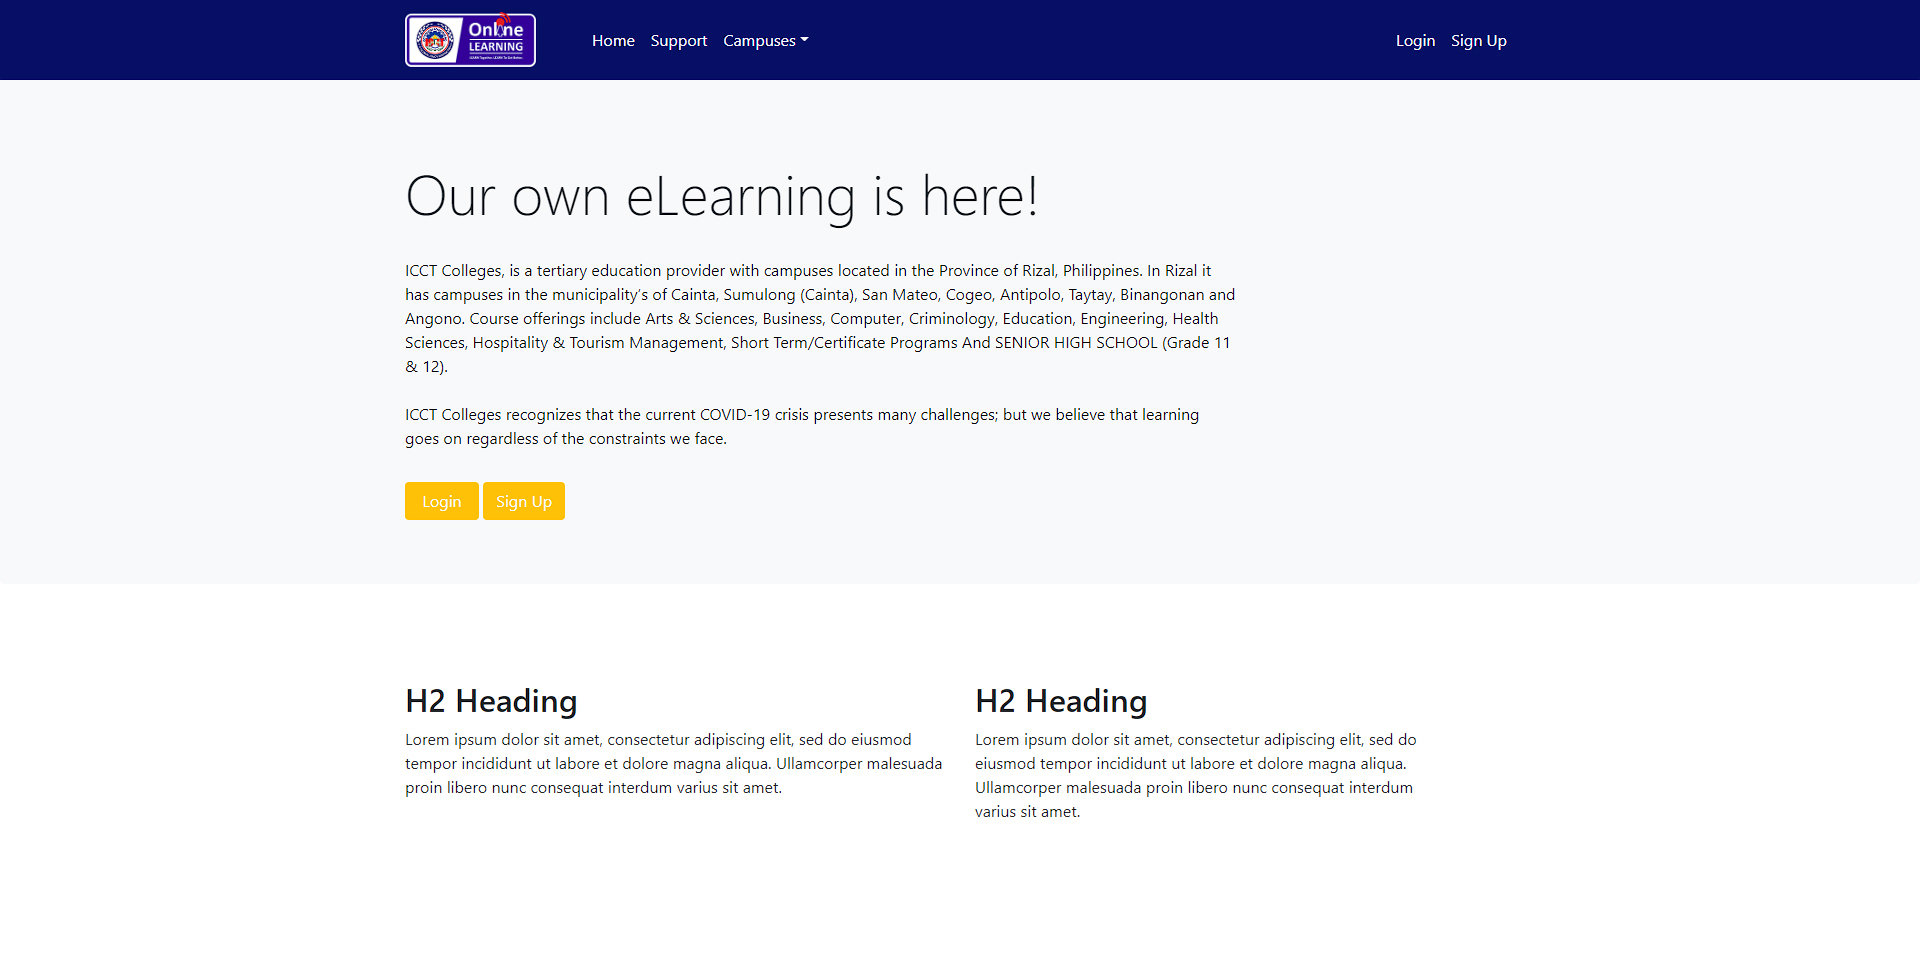 Online
LEARNING
LEARN Together. LEARN To Get Better.
Home Support Campuses Login Sign Up
Our own eLearning is here!
ICCT Colleges, is a tertiary education provider with campuses located in the Province of Rizal, Philippines. In Rizal it
has campuses in the municipality's of Cainta, Sumulong (Cainta), San Mateo, Cogeo, Antipolo, Taytay, Binangonan and
Angono. Course offerings include Arts & Sciences, Business, Computer, Criminology, Education, Engineering, Health
Sciences, Hospitality & Tourism Management, Short Term/Certificate Programs And SENIOR HIGH SCHOOL (Grade 11
& 12).
ICCT Colleges recognizes that the current COVID-19 crisis presents many challenges; but we believe that learning
goes on regardless of the constraints we face.
Login Sign Up
H2 Heading
Lorem ipsum dolor sit amet, consectetur adipiscing elit, sed do eiusmod
tempor incididunt ut labore et dolore magna aliqua. Ullamcorper malesuada
proin libero nunc consequat interdum varius sit amet.
H2 Heading
Lorem ipsum dolor sit amet, consectetur adipiscing elit, sed do
eiusmod tempor incididunt ut labore et dolore magna aliqua.
Ullamcorper malesuada proin libero nunc consequat interdum
varius sit amet.